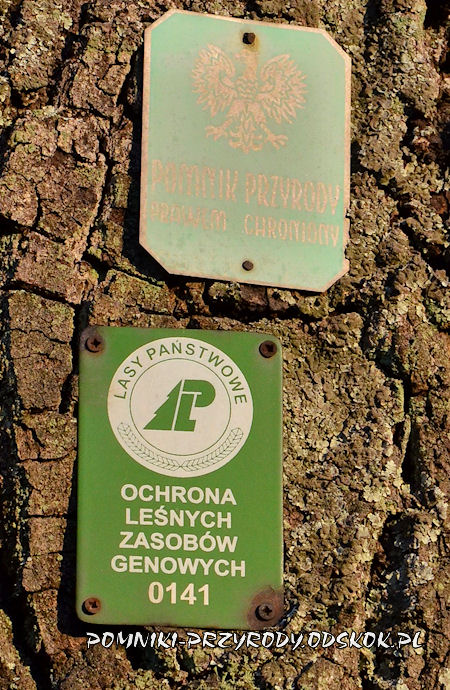 POMNIK PRZYRODY
PRAWEM CHRONIONY
LASY PAŃSTWOWE
LP
OCHRONA
LEŚNYCH
ZASOBÓW
GENOWYCH
0141
POMNIKI-PRZYRODY.ODSKOK.PL